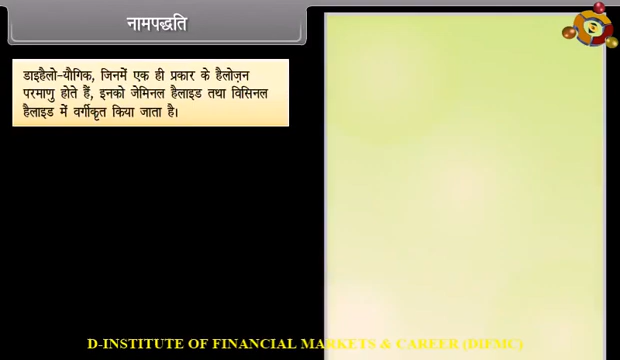 नामपद्धति
डाइहैलो-यौगिक, जिनमें एक ही प्रकार के हैलोज़न
परमाणु होते हैं, इनको जेमिनल हैलाइड तथा विसिनल
हैलाइड में वर्गीकृत किया जाता है।
D-INSTITUTE OF FINANCIAL MARKETS & CAREER (DIFMC)